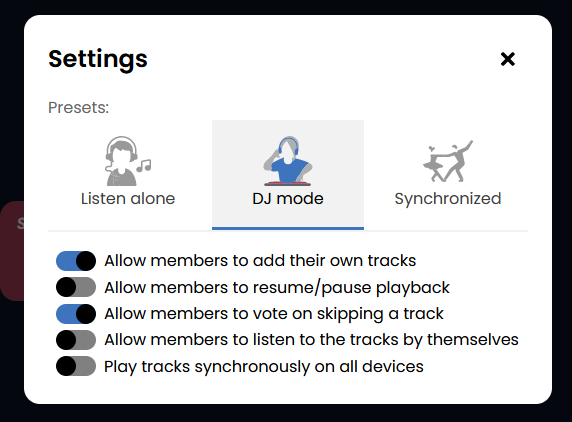 Settings
Presets:
Listen alone
DJ mode
Synchronized
Allow members to add their own tracks
Allow members to resume/pause playback
Allow members to vote on skipping a track
Allow members to listen to the tracks by themselves
Play tracks synchronously on all devices